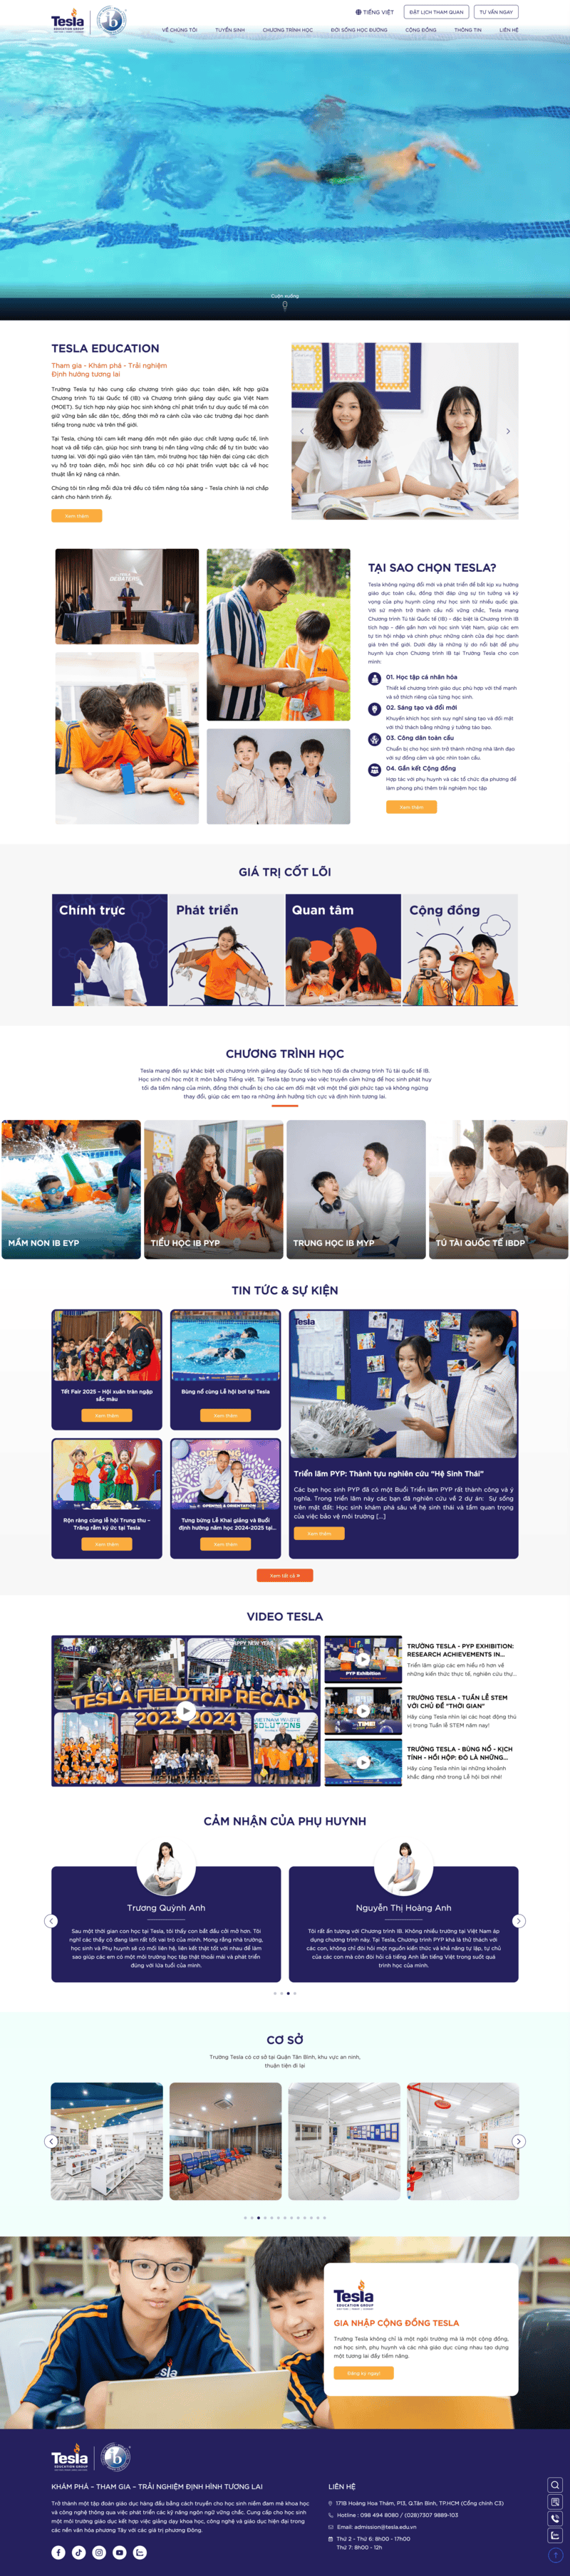 Tesla
EDUCATION GROUP
TIẾNG VIỆT
ĐẶT LỊCH THAM QUAN
TƯ VẤN NGAY
VỀ CHÚNG TÔI
TUYỂN SINH
CHƯƠNG TRÌNH HỌC
ĐỜI SỐNG HỌC ĐƯỜNG
CỘNG ĐỒNG
THÔNG TIN
LIÊN HỆ
Cuộn xuống
TESLA EDUCATION
Tham gia - Khám phá - Trải nghiệm
Định hướng tương lai
Trường Tesla tự hào cung cấp chương trình giáo dục toàn diện, kết hợp giữa
Chương trình Tú tài Quốc tế (IB) và Chương trình giảng dạy quốc gia Việt Nam
(MOET). Sự tích hợp này giúp học sinh không chỉ phát triển tư duy quốc tế mà còn
giữ vững bản sắc dân tộc, đồng thời mở ra cánh cửa vào các trường đại học danh
tiếng trong nước và trên thế giới.
Tại Tesla, chúng tôi cam kết mang đến một nền giáo dục chất lượng quốc tế, linh
hoạt và dễ tiếp cận, giúp học sinh trang bị nền tảng vững chắc để tự tin bước vào
tương lai. Với đội ngũ giáo viên tận tâm, môi trường học tập hiện đại cùng các dịch
vụ hỗ trợ toàn diện, mỗi học sinh đều có cơ hội phát triển vượt bậc cả về học
thuật lẫn kỹ năng cá nhân.
Chúng tôi tin rằng mỗi đứa trẻ đều có tiềm năng tỏa sáng – Tesla chính là nơi chắp
cánh cho hành trình ấy.
Xem thêm
TẠI SAO CHỌN TESLA?
Tesla không ngừng đổi mới và phát triển để bắt kịp xu hướng
giáo dục toàn cầu, đồng thời đáp ứng sự tin tưởng và kỳ
vọng của phụ huynh cũng như học sinh từ nhiều quốc gia.
Với sứ mệnh trở thành cầu nối vững chắc, Tesla mang
Chương trình Tú tài Quốc tế (IB) - đặc biệt là Chương trình IB
tích hợp - đến gần hơn với học sinh Việt Nam, giúp các em
tự tin hội nhập và chinh phục những cánh cửa đại học danh
giá trên thế giới. Dưới đây là những lý do nổi bật để phụ
huynh lựa chọn Chương trình IB tại Trường Tesla cho con
mình:
01. Học tập cá nhân hóa
Thiết kế chương trình giáo dục phù hợp với thế mạnh
và sở thích riêng của từng học sinh.
02. Sáng tạo và đổi mới
Khuyến khích học sinh suy nghĩ sáng tạo và đối mặt
với thử thách bằng những ý tưởng táo bạo.
03. Công dân toàn cầu
Chuẩn bị cho học sinh trở thành những nhà lãnh đạo
với sự đồng cảm và góc nhìn toàn cầu.
04. Gắn kết Cộng đồng
Hợp tác với phụ huynh và các tổ chức địa phương để
làm phong phú thêm trải nghiệm học tập
Xem thêm
GIÁ TRỊ CỐT LÕI
Chính trực
Phát triển
Quan tâm
Cộng đồng
CHƯƠNG TRÌNH HỌC
Tesla mang đến sự khác biệt với chương trình giảng dạy Quốc tế tích hợp tối đa chương trình Tú tài quốc tế IB.
Học sinh chỉ học một ít môn bằng Tiếng việt. Tại Tesla tập trung vào việc truyền cảm hứng để học sinh phát huy
tối đa tiềm năng của mình, đồng thời chuẩn bị cho các em đối mặt với một thế giới phức tạp và không ngừng
thay đổi, giúp các em tạo ra những ảnh hưởng tích cực và định hình tương lai.
MẦM NON IB EYP
TIỂU HỌC IB PYP
TRUNG HỌC IB MYP
TÚ TÀI QUỐC TẾ IBDP
TIN TỨC & SỰ KIỆN
Tết Fair 2025 – Hội xuân tràn ngập
sắc màu
Xem thêm
Bùng nổ cùng Lễ hội bơi tại Tesla
Xem thêm
Rộn ràng cùng lễ hội Trung thu –
Trăng rằm ký ức tại Tesla
Xem thêm
Tưng bừng Lễ Khai giảng và Buổi
định hướng năm học 2024-2025 tại...
Xem thêm
Triển lãm PYP: Thành tựu nghiên cứu "Hệ Sinh Thái"
Các bạn học sinh PYP đã có một Buổi Triển lãm PYP rất thành công và ý
nghĩa. Trong triển lãm này các bạn đã nghiên cứu về 2 dự án: Sự sống
trên mặt đất: Học sinh khám phá sâu về hệ sinh thái và tầm quan trọng
của việc bảo vệ môi trường [...]
Xem thêm
Xem tất cả »
VIDEO TESLA
HAPPY NEW YEAR
VIETNAM WASTE
SOLUTIONS
2023-2024
PYP Exhibition
TRƯỜNG TESLA - PYP EXHIBITION:
RESEARCH ACHIEVEMENTS IN...
Triển lãm giúp các em hiểu rõ hơn về
những kiến thức thực tế, nghiên cứu thự...
TRƯỜNG TESLA - TUẦN LỄ STEM
VỚI CHỦ ĐỀ "THỜI GIAN"
Hãy cùng Tesla nhìn lại các hoạt động thú
vị trong Tuần lễ STEM năm nay!
TRƯỜNG TESLA - BÙNG NỔ - KỊCH
TÍNH - HỒI HỘP: ĐÓ LÀ NHỮNG...
Hãy cùng Tesla nhìn lại những khoảnh
khắc đáng nhớ trong Lễ hội bơi nhé!
CẢM NHẬN CỦA PHỤ HUYNH
Trương Quỳnh Anh
Sau một thời gian con học tại Tesla, tôi thấy con bắt đầu cởi mở hơn. Tôi
nghĩ các thầy cô đang làm rất tốt vai trò của mình. Mong rằng nhà trường,
học sinh và Phụ huynh sẽ có mối liên hệ, liên kết thật tốt với nhau để làm
sao giúp các em có một môi trường học tập thật thoải mái và phát triển
đúng với lứa tuổi của mình.
Nguyễn Thị Hoàng Anh
Tôi rất ấn tượng với Chương trình IB. Không nhiều trường tại Việt Nam áp
dụng chương trình này. Tại Tesla, Chương trình PYP khá là thử thách với
các con, không chỉ đòi hỏi một nguồn kiến thức và khả năng tự lập, tự chủ
của các con mà còn đòi hỏi cả tiếng Anh lẫn tiếng Việt trong suốt quá
trình học của mình.
CƠ SỞ
Trường Tesla có cơ sở tại Quận Tân Bình, khu vực an ninh,
thuận tiện đi lại
Tesla
EDUCATION GROUP
GIA NHẬP CỘNG ĐỒNG TESLA
Trường Tesla không chỉ là một ngôi trường mà là một cộng đồng,
nơi học sinh, phụ huynh và các nhà giáo dục cùng nhau tạo dựng
một tương lai đầy tiềm năng.
Đăng ký ngay!
Tesla
EDUCATION GROUP
KHÁM PHÁ – THAM GIA – TRẢI NGHIỆM ĐỊNH HÌNH TƯƠNG LAI
Trở thành một tập đoàn giáo dục hàng đầu bằng cách truyền cho học sinh niềm đam mê khoa học
và công nghệ thông qua việc phát triển các kỹ năng ngôn ngữ vững chắc. Cung cấp cho học sinh
một môi trường giáo dục kết hợp việc giảng dạy khoa học, công nghệ và giáo dục hiện đại trong
các nền văn hóa phương Tây với các giá trị phương Đông.
LIÊN HỆ
171B Hoàng Hoa Thám, P13, Q.Tân Bình, TP.HCM (Cổng chính C3)
Hotline : 098 494 8080 / (028)7307 9889-103
Email: admission@tesla.edu.vn
Thứ 2 - Thứ 6: 8h00 - 17h00
Thứ 7: 8h00 - 12h